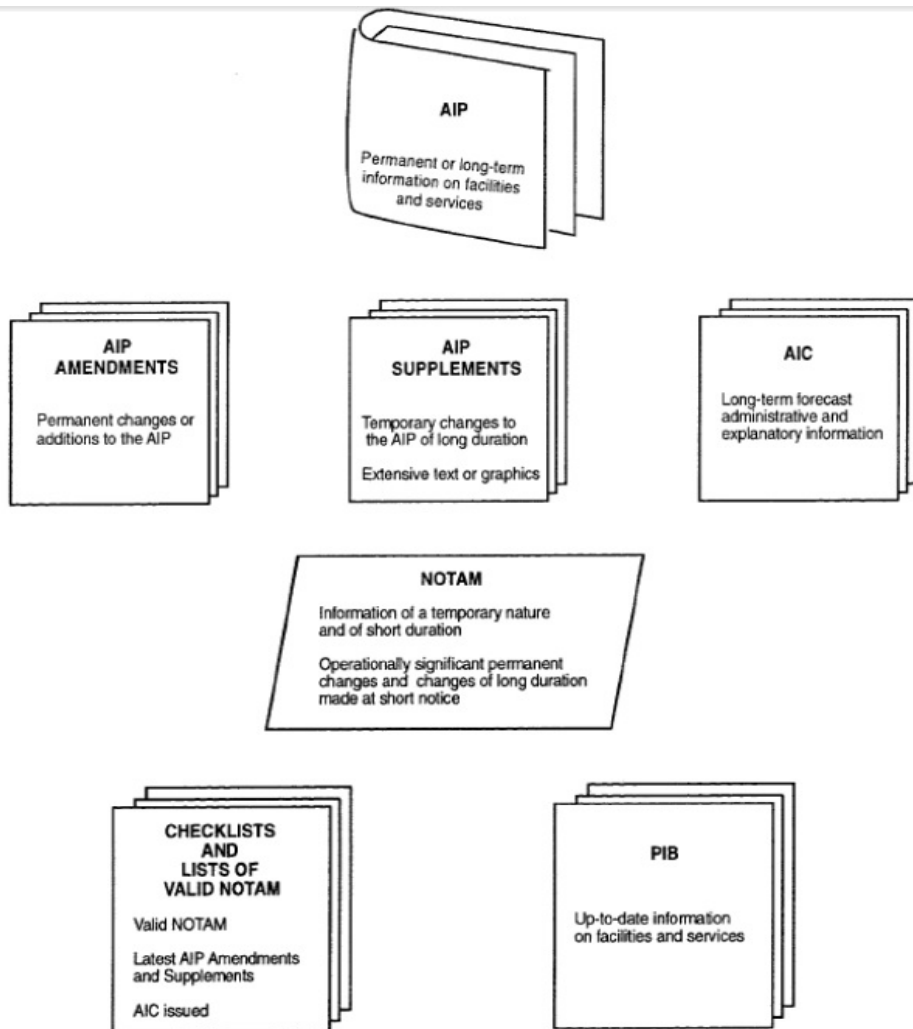 AIP
Permanent or long-term
information on facilities
and services
AIP
AMENDMENTS
Permanent changes or
additions to the AIP
AIP
SUPPLEMENTS
Temporary changes to
the AIP of long duration
Extensive text or graphics
AIC
Long-term forecast
administrative and
explanatory information
NOTAM
Information of a temporary nature
and of short duration
Operationally significant permanent
changes and changes of long duration
made at short notice
CHECKLISTS
AND
LISTS OF
VALID NOTAM
Valid NOTAM
Latest AIP Amendments
and Supplements
AIC issued
PIB
Up-to-date information
on facilities and services